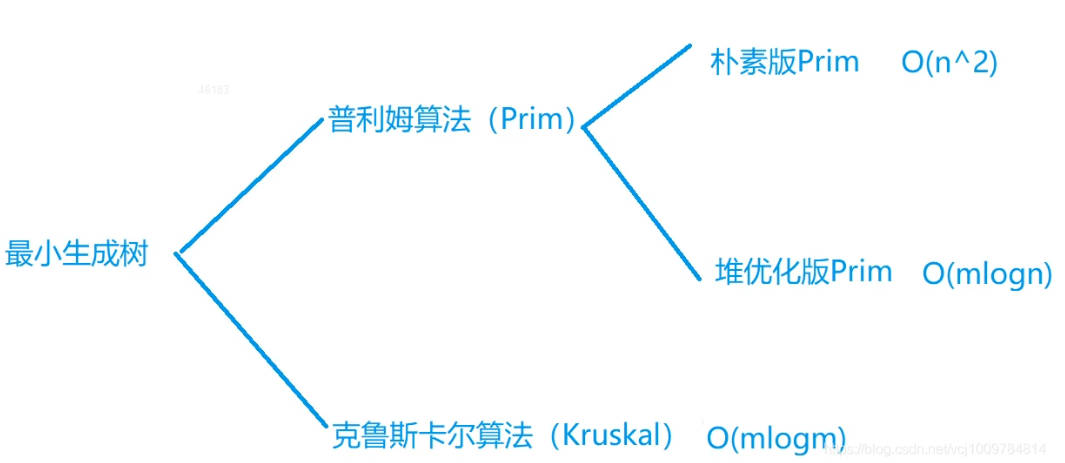 朴素版Prim O(n^2)
46183
普利姆算法（Prim）
最小生成树
堆优化版Prim O(mlogn)
克鲁斯卡尔算法（Kruskal） O(mlogm)
https://blog.csdn.net/vcj1009784814